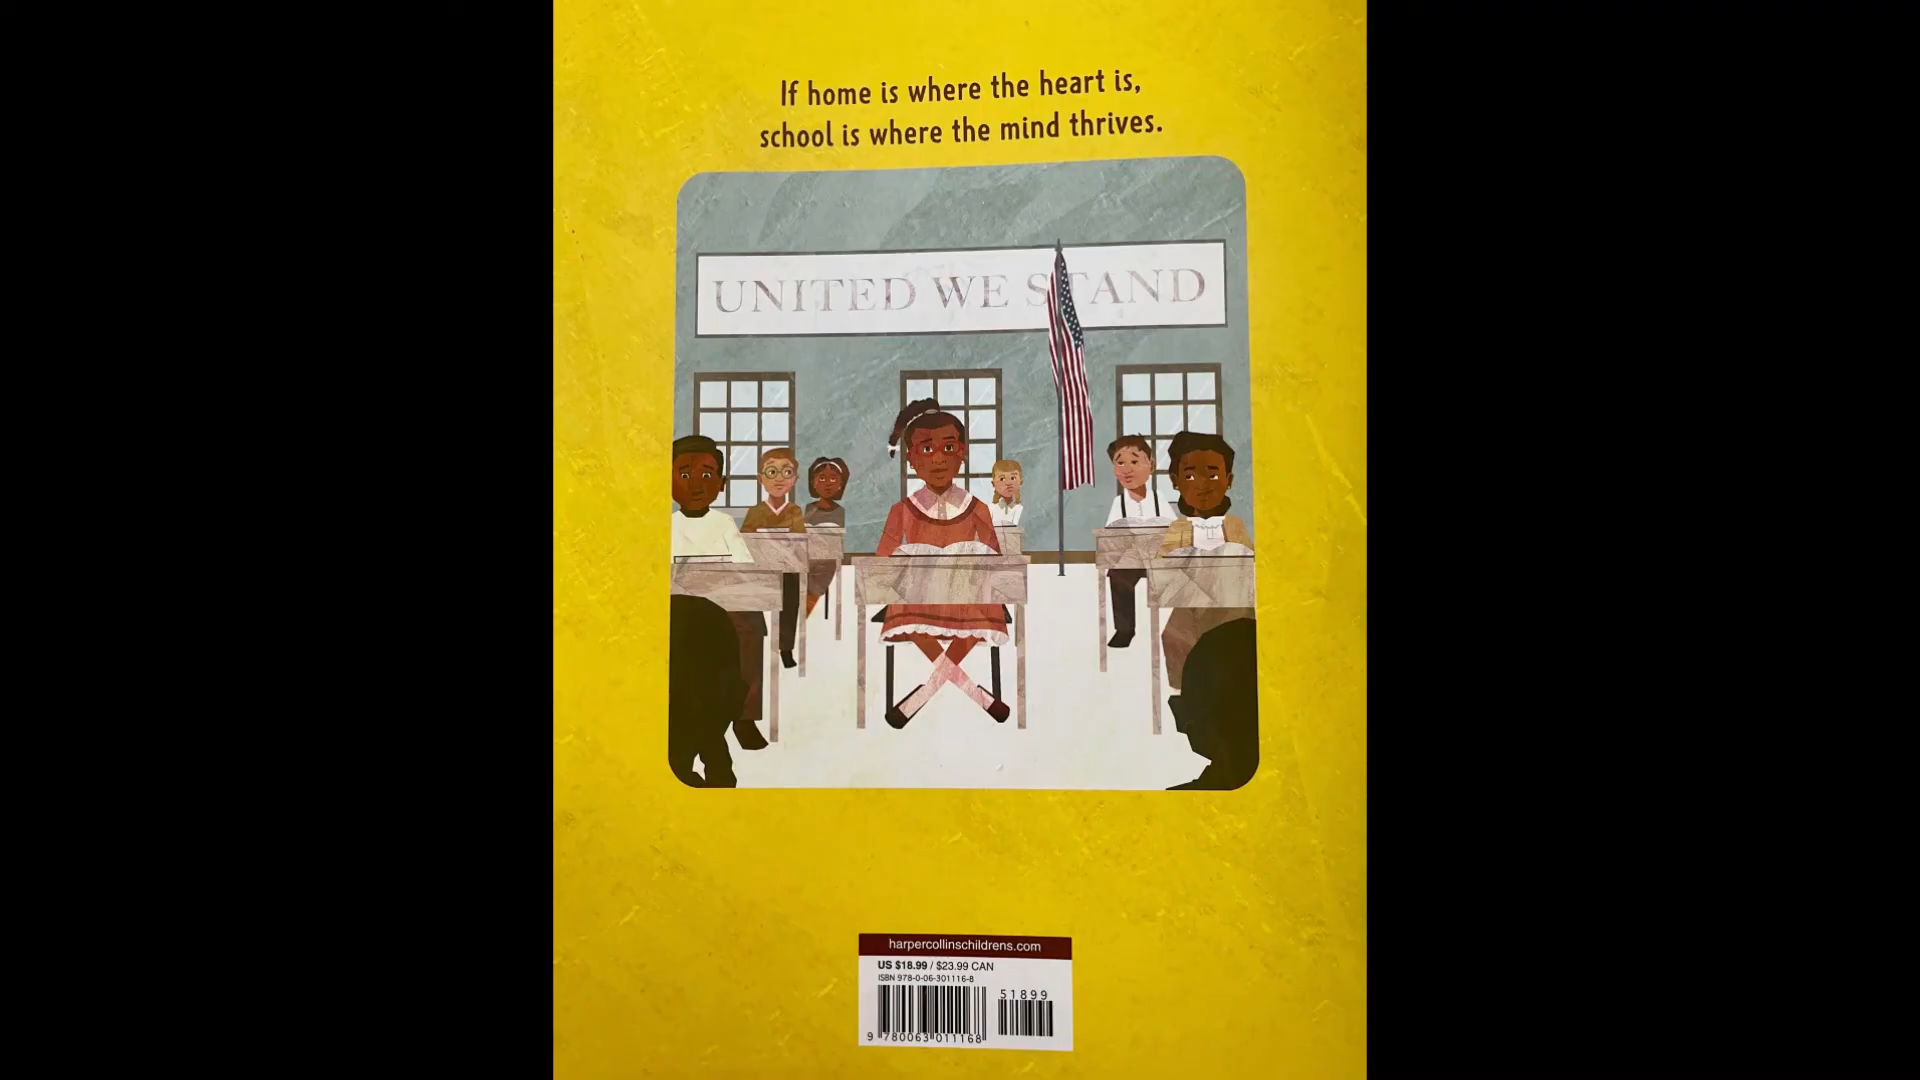 If home is where the heart is,
school is where the mind thrives.
UNITED WE STAND
harpercollinschildrens.com
US $18.99 / $23.99 CAN
ISBN 978-0-06-301116-8
51899
9 780063 011168